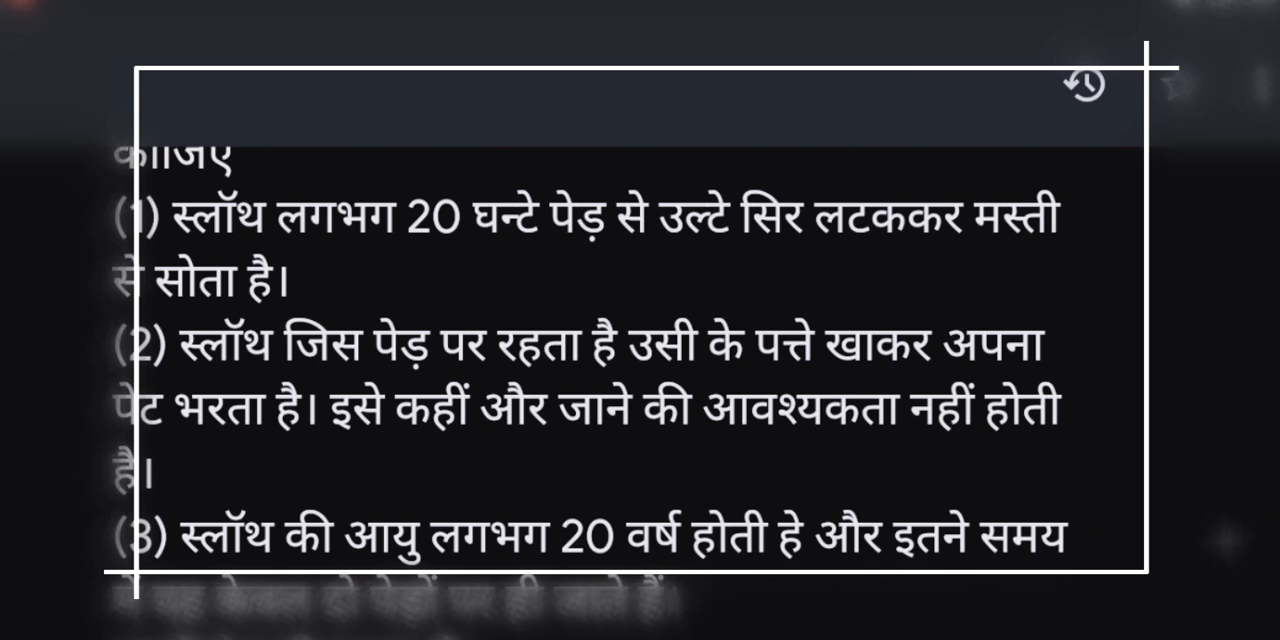 कीजिए
(1) स्लॉथ लगभग 20 घन्टे पेड़ से उल्टे सिर लटककर मस्ती
से सोता है।
(2) स्लॉथ जिस पेड़ पर रहता है उसी के पत्ते खाकर अपना
पेट भरता है। इसे कहीं और जाने की आवश्यकता नहीं होती
है।
(3) स्लॉथ की आयु लगभग 20 वर्ष होती हे और इतने समय